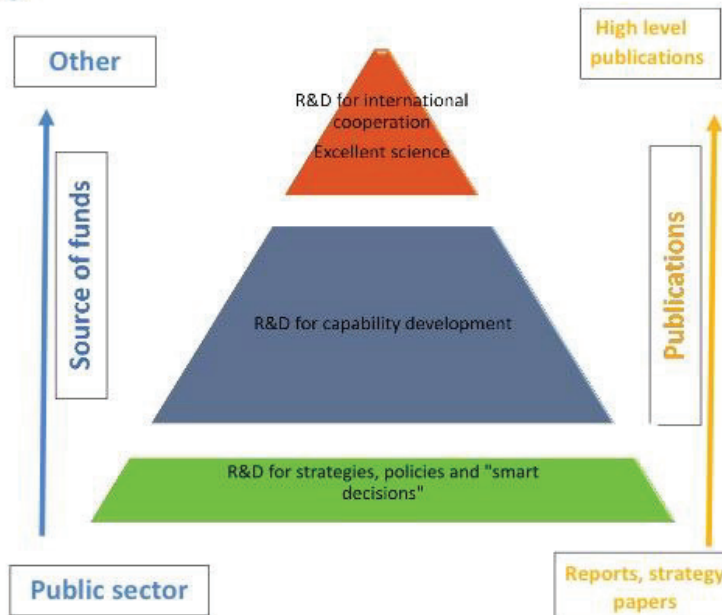 Other
High level
publications
R&D for international
cooperation
Excellent science
Source of funds
Publications
R&D for capability development
R&D for strategies, policies and "smart
decisions"
Public sector
Reports, strategy
papers